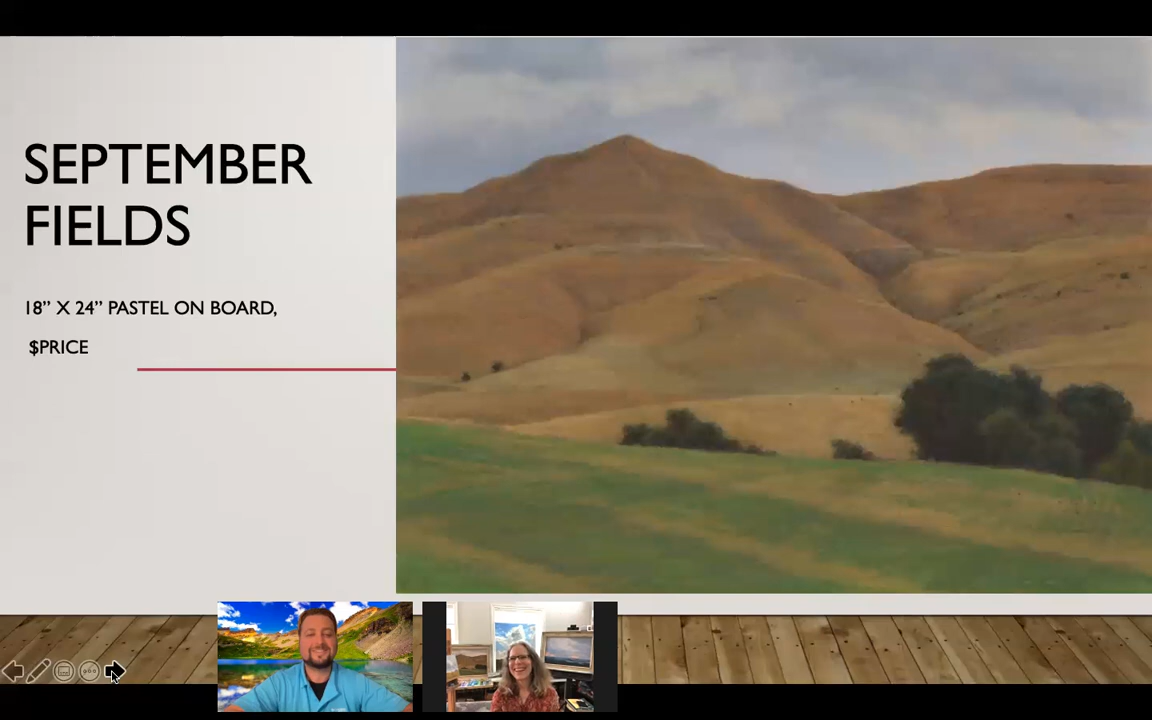 SEPTEMBER
FIELDS
18” X 24” PASTEL ON BOARD,
$PRICE